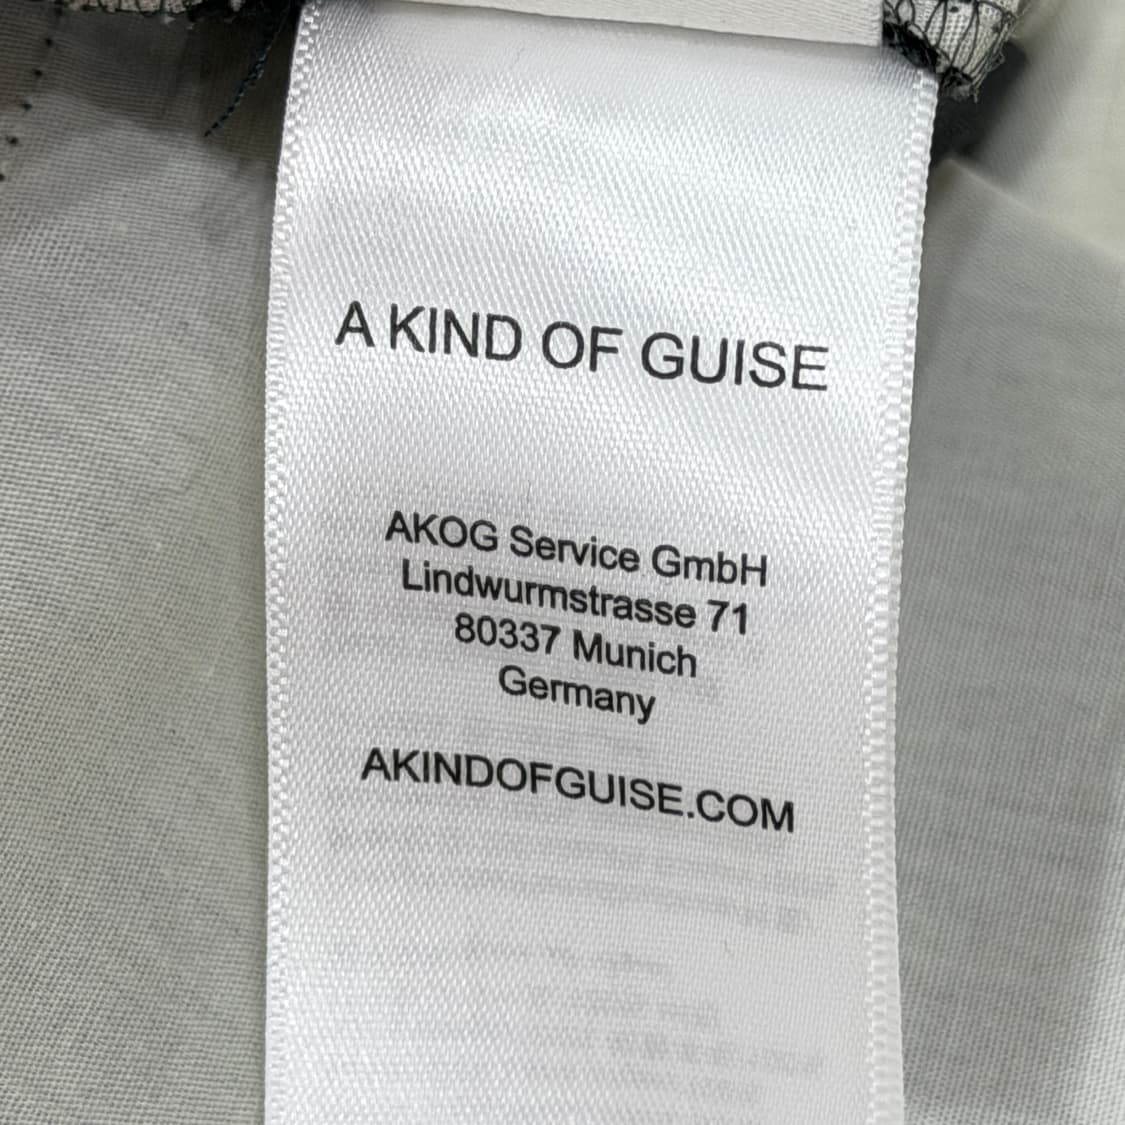 A KIND OF GUISE
AKOG Service GmbH
Lindwurmstrasse 71
80337 Munich
Germany
AKINDOFGUISE.COM